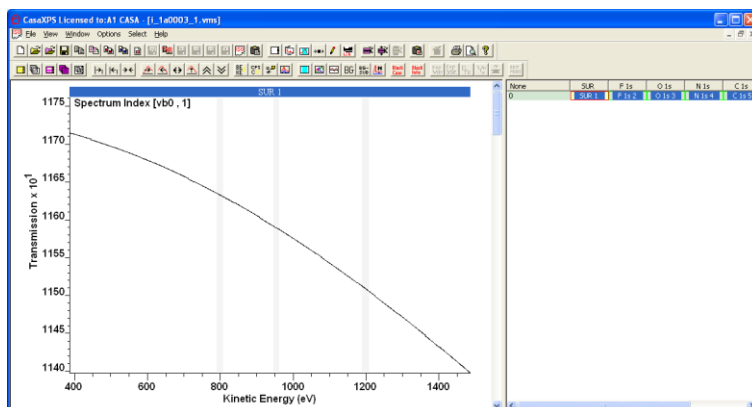 CasaXPS Licensed to:A1 CASA - [i_1a0003_1.vms]
File View Window Options Select Help
SUR 1
Spectrum Index [vb0 , 1]
Transmission x 10¹
1175
1170
1165
1160
1155
1150
1145
1140
400 600 800 1000 1200 1400
Kinetic Energy (eV)
None SUR F 1s O 1s N 1s C 1s
0 SUR 1 F 1s 2 O 1s 3 N 1s 4 C 1s 5